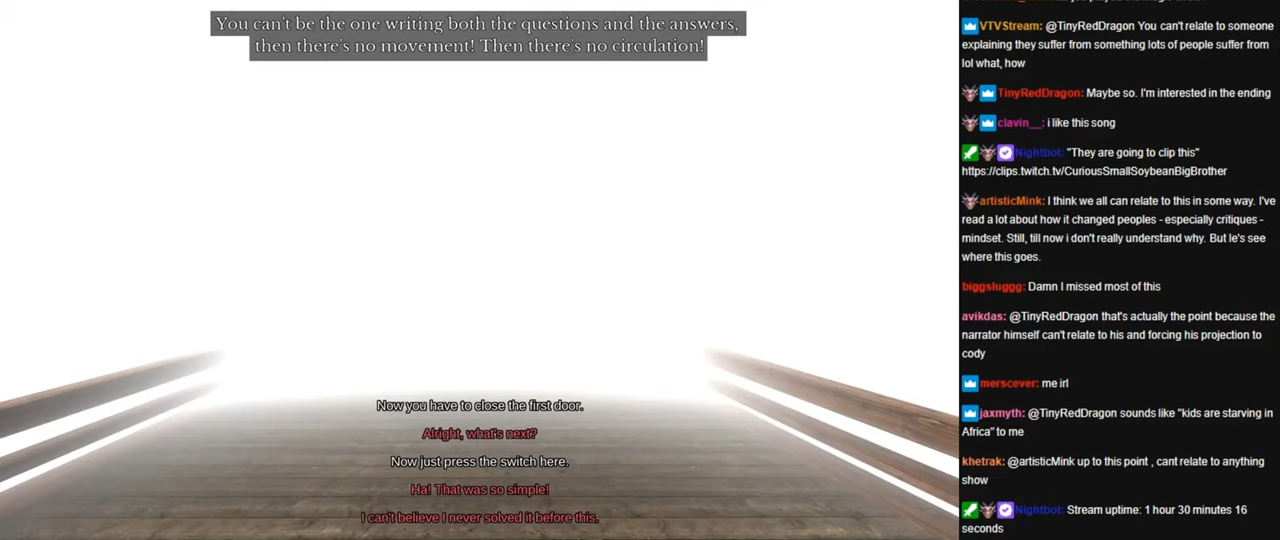 You can't be the one writing both the questions and the answers,
then there's no movement! Then there's no circulation!
Now you have to close the first door.
Alright, what's next?
Now just press the switch here.
Ha! That was so simple!
I can't believe I never solved it before this.
VTVStream: @TinyRedDragon You can't relate to someone
explaining they suffer from something lots of people suffer from
lol what, how
TinyRedDragon: Maybe so. I'm interested in the ending
clavin__: i like this song
Nightbot: "They are going to clip this"
https://clips.twitch.tv/CuriousSmallSoybeanBigBrother
artisticMink: I think we all can relate to this in some way. I've
read a lot about how it changed peoples - especially critiques -
mindset. Still, till now i don't really understand why. But le's see
where this goes.
biggsluggg: Damn I missed most of this
avikdas: @TinyRedDragon that's actually the point because the
narrator himself can't relate to his and forcing his projection to
cody
merscever: me irl
jaxmyth: @TinyRedDragon sounds like "kids are starving in
Africa" to me
khetrak: @artisticMink up to this point , cant relate to anything
show
Nightbot: Stream uptime: 1 hour 30 minutes 16
seconds